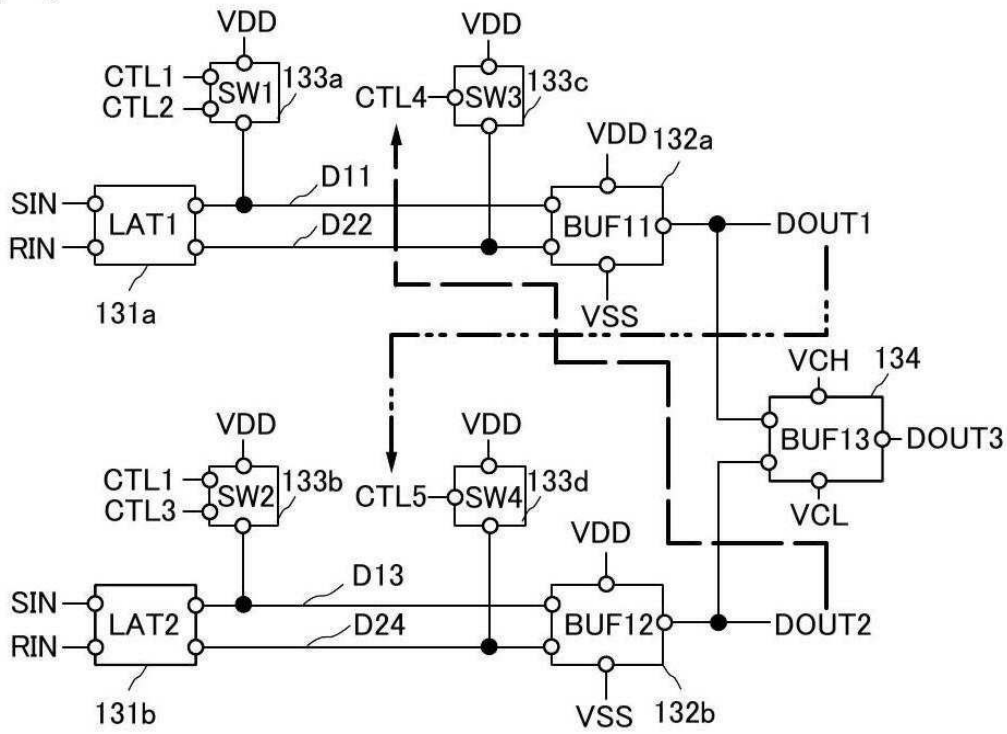 VDD VDD
CTL1 SW1 133a CTL4 SW3 133c
CTL2
VDD 132a
D11
SIN LAT1 BUF11 DOUT1
RIN D22
131a VSS
VCH 134
VDD VDD BUF13 DOUT3
CTL1 SW2 133b CTL5 SW4 133d VCL
CTL3
VDD
D13
SIN LAT2 BUF12 DOUT2
RIN D24
131b VSS 132b